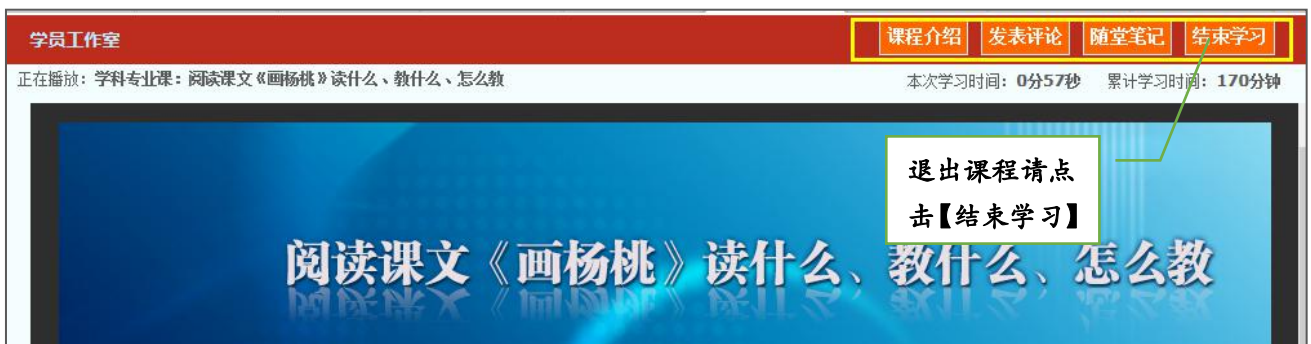 学员工作室 课程介绍 发表评论 随堂笔记 结束学习
正在播放：学科专业课：阅读课文《画杨桃》读什么、教什么、怎么教 本次学习时间：0分57秒 累计学习时间：170分钟
退出课程请点
击【结束学习】
阅读课文《画杨桃》读什么、教什么、怎么教